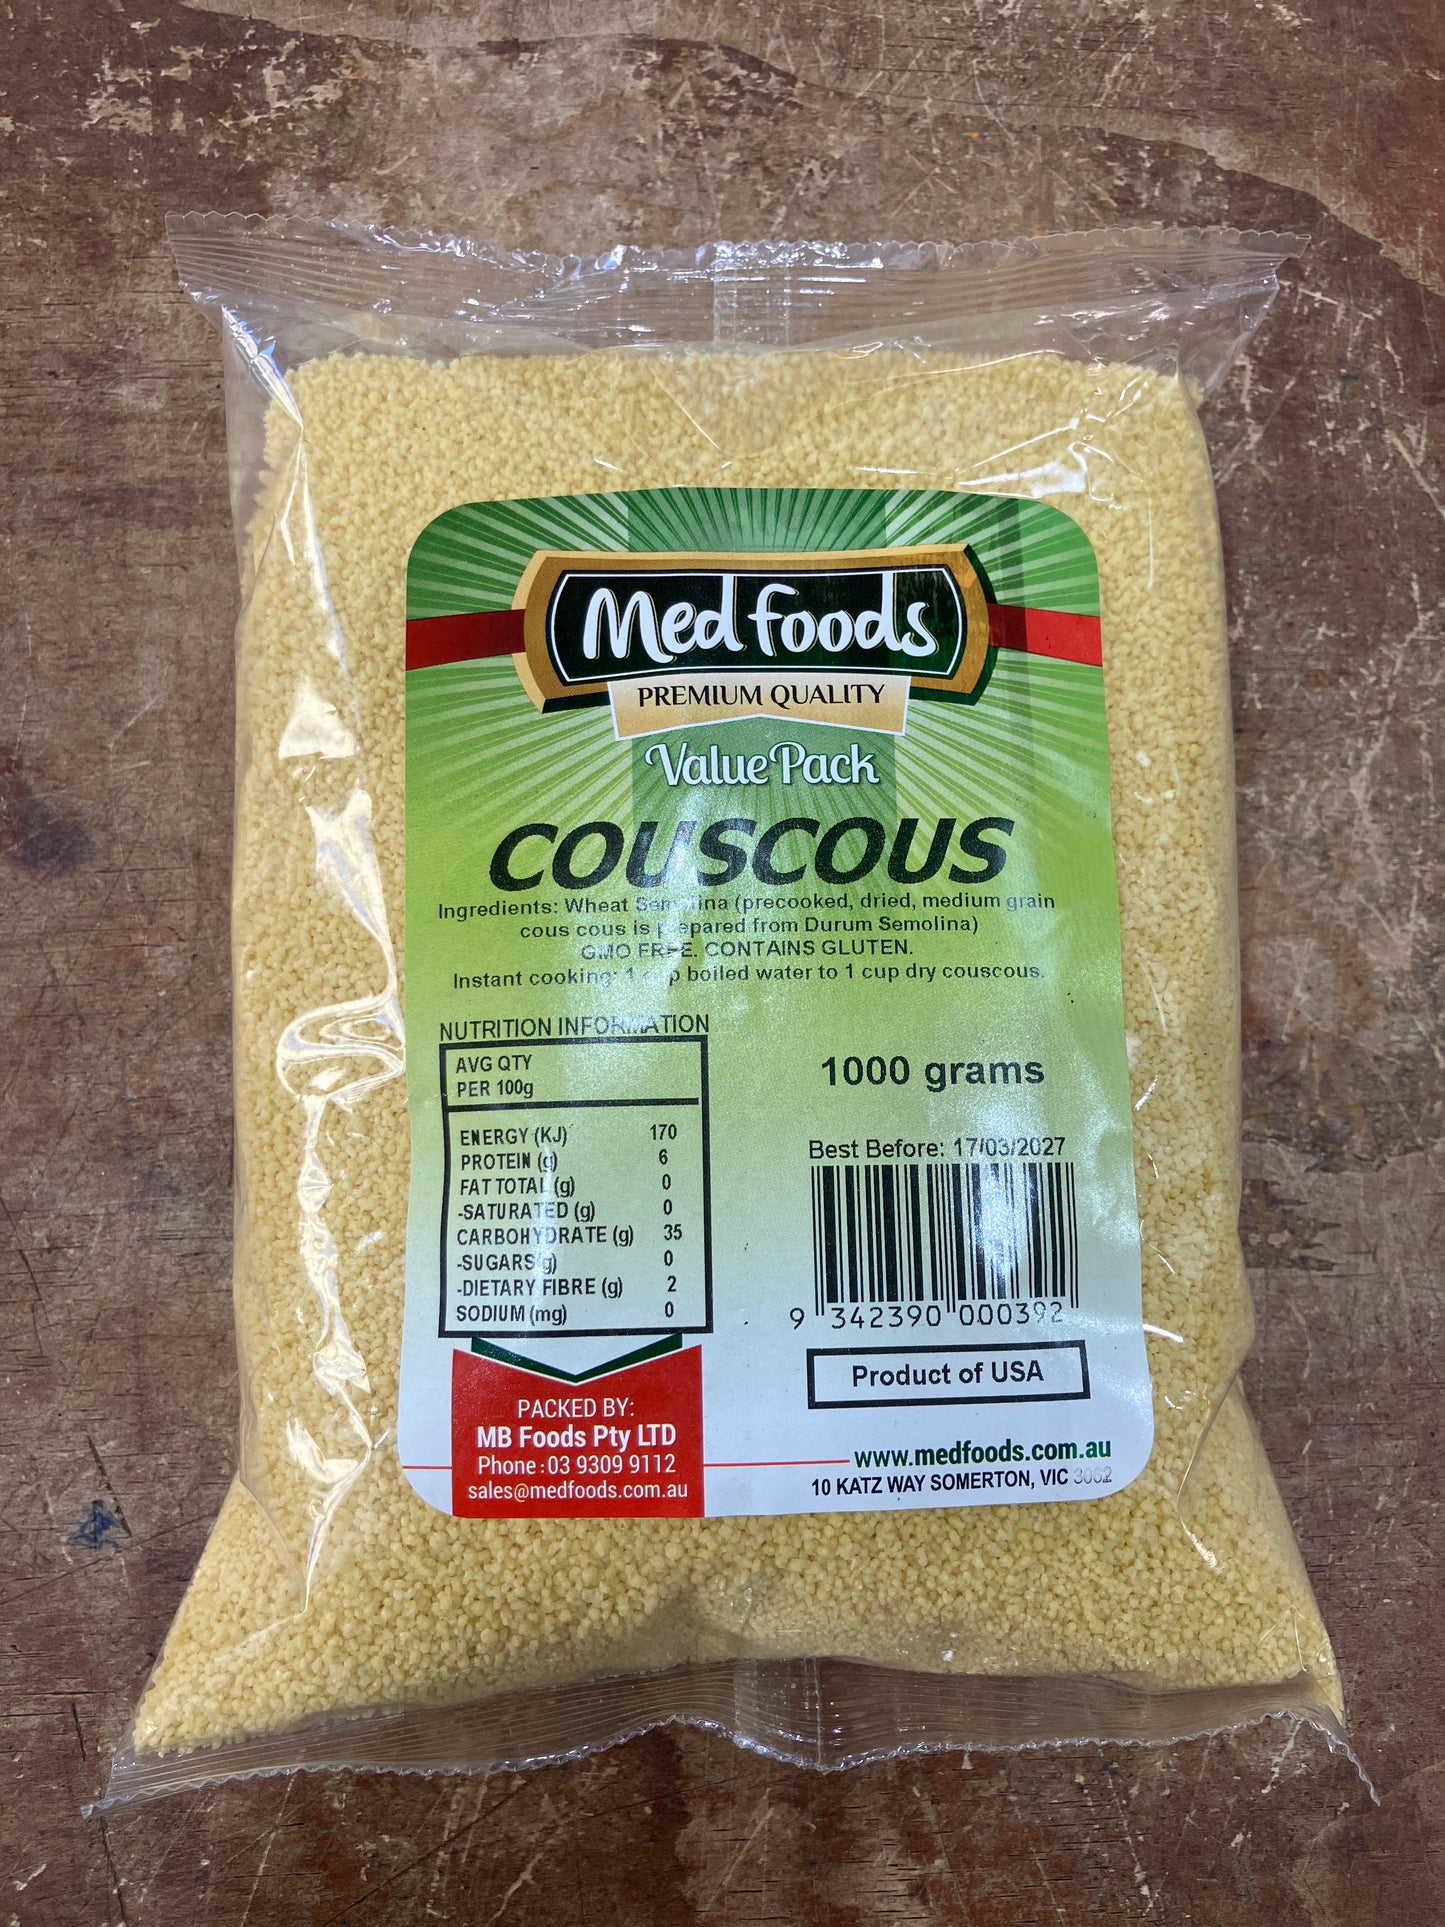 Med foods
PREMIUM QUALITY
Value Pack
COUSCOUS
Ingredients: Wheat Semolina (precooked, dried, medium grain
cous cous is prepared from Durum Semolina)
GMO FREE. CONTAINS GLUTEN.
Instant cooking: 1 cup boiled water to 1 cup dry couscous.
NUTRITION INFORMATION
AVG QTY
PER 100g
ENERGY (KJ) 170
PROTEIN (g) 6
FAT TOTAL (g) 0
-SATURATED (g) 0
CARBOHYDRATE (g) 35
-SUGARS (g) 0
-DIETARY FIBRE (g) 2
SODIUM (mg) 0
1000 grams
Best Before: 17/03/2027
9 342390 000392
Product of USA
PACKED BY:
MB Foods Pty LTD
Phone : 03 9309 9112
sales@medfoods.com.au
www.medfoods.com.au
10 KATZ WAY SOMERTON, VIC 3062